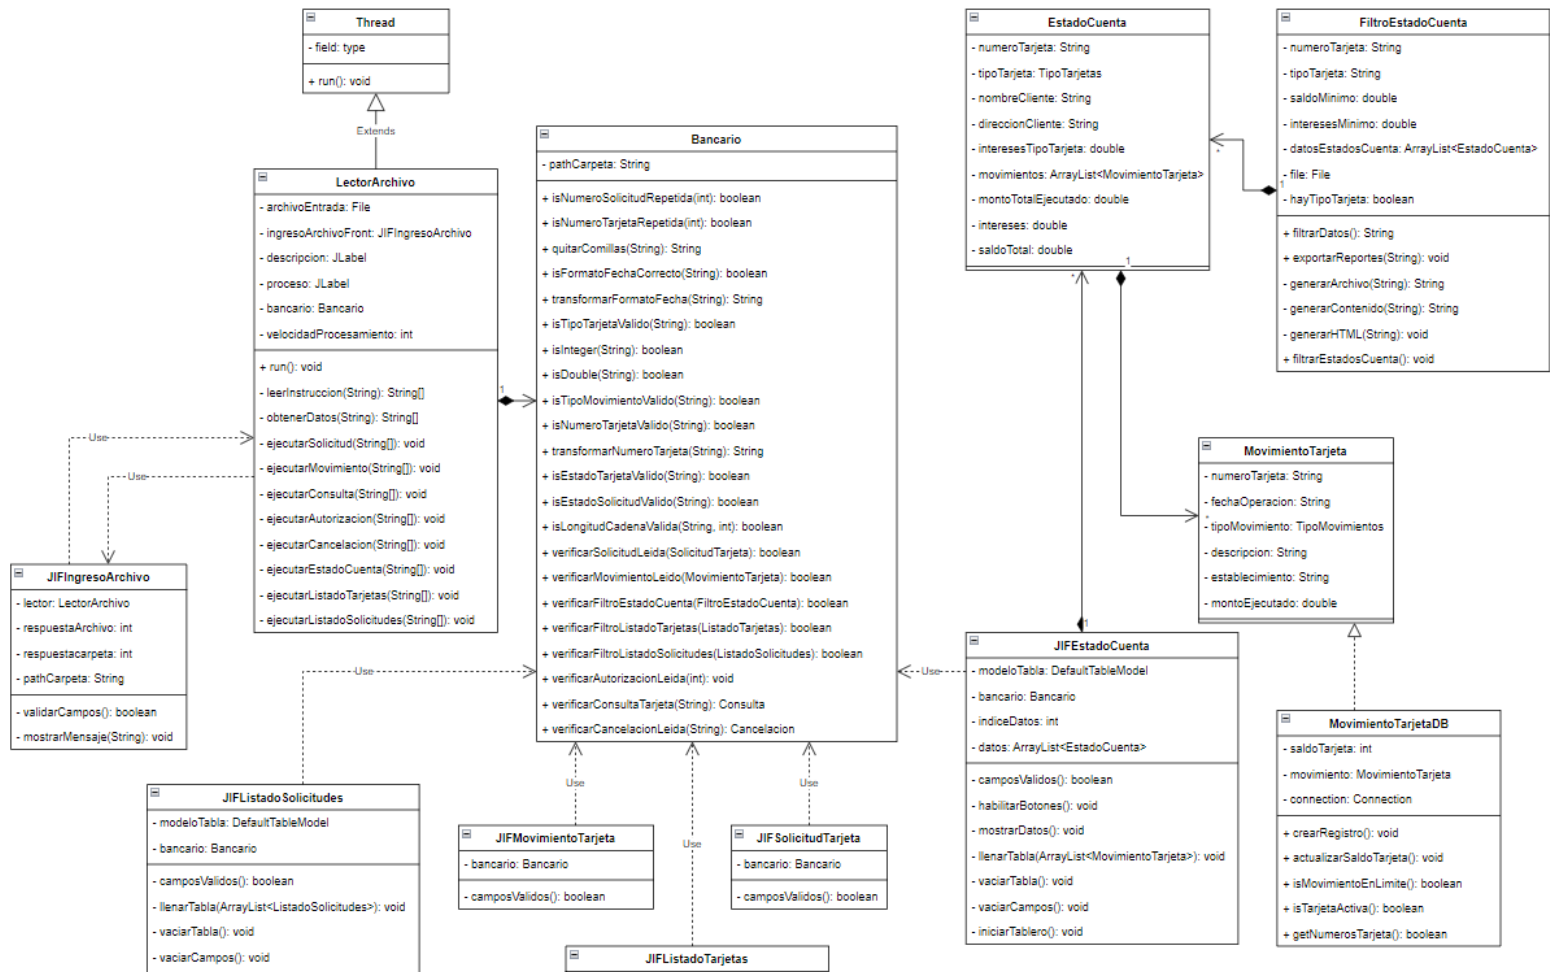 Thread
- field: type
+ run(): void
Extends
LectorArchivo
- archivoEntrada: File
- ingresoArchivoFront: JIFIngresoArchivo
- descripcion: JLabel
- proceso: JLabel
- bancario: Bancario
- velocidadProcesamiento: int
+ run(): void
- leerInstruccion(String): String[]
- obtenerDatos(String): String[]
- ejecutarSolicitud(String[]): void
- ejecutarMovimiento(String[]): void
- ejecutarConsulta(String[]): void
- ejecutarAutorizacion(String[]): void
- ejecutarCancelacion(String[]): void
- ejecutarEstadoCuenta(String[]): void
- ejecutarListadoTarjetas(String[]): void
- ejecutarListadoSolicitudes(String[]): void
1
Use
Use
JIFIngresoArchivo
- lector: LectorArchivo
- respuestaArchivo: int
- respuestacarpeta: int
- pathCarpeta: String
- validarCampos(): boolean
- mostrarMensaje(String): void
Bancario
- pathCarpeta: String
+ isNumeroSolicitudRepetida(int): boolean
+ isNumeroTarjetaRepetida(int): boolean
+ quitarComillas(String): String
+ isFormatoFechaCorrecto(String): boolean
+ transformarFormatoFecha(String): String
+ isTipoTarjetaValido(String): boolean
+ isInteger(String): boolean
+ isDouble(String): boolean
+ isTipoMovimientoValido(String): boolean
+ isNumeroTarjetaValido(String): boolean
+ transformarNumeroTarjeta(String): String
+ isEstadoTarjetaValido(String): boolean
+ isEstadoSolicitudValido(String): boolean
+ isLongitudCadenaValida(String, int): boolean
+ verificarSolicitudLeida(SolicitudTarjeta): boolean
+ verificarMovimientoLeido(MovimientoTarjeta): boolean
+ verificarFiltroEstadoCuenta(FiltroEstadoCuenta): boolean
+ verificarFiltroListadoTarjetas(ListadoTarjetas): boolean
+ verificarFiltroListadoSolicitudes(ListadoSolicitudes): boolean
+ verificarAutorizacionLeida(int): void
+ verificarConsultaTarjeta(String): Consulta
+ verificarCancelacionLeida(String): Cancelacion
Use
Use
Use
Use
Use
JIFListadoSolicitudes
- modeloTabla: DefaultTableModel
- bancario: Bancario
- camposValidos(): boolean
- llenarTabla(ArrayList<ListadoSolicitudes>): void
- vaciarTabla(): void
- vaciarCampos(): void
JIFMovimientoTarjeta
- bancario: Bancario
- camposValidos(): boolean
JIFSolicitudTarjeta
- bancario: Bancario
- camposValidos(): boolean
JIFListadoTarjetas
EstadoCuenta
- numeroTarjeta: String
- tipoTarjeta: TipoTarjetas
- nombreCliente: String
- direccionCliente: String
- interesesTipoTarjeta: double
- movimientos: ArrayList<MovimientoTarjeta>
- montoTotalEjecutado: double
- intereses: double
- saldoTotal: double
*
1
*
1
FiltroEstadoCuenta
- numeroTarjeta: String
- tipoTarjeta: String
- saldoMinimo: double
- interesesMinimo: double
- datosEstadosCuenta: ArrayList<EstadoCuenta>
- file: File
- hayTipoTarjeta: boolean
+ filtrarDatos(): String
+ exportarReportes(String): void
- generarArchivo(String): String
- generarContenido(String): String
- generarHTML(String): void
+ filtrarEstadosCuenta(): void
MovimientoTarjeta
- numeroTarjeta: String
- fechaOperacion: String
*
- tipoMovimiento: TipoMovimientos
- descripcion: String
- establecimiento: String
- montoEjecutado: double
1
JIFEstadoCuenta
- modeloTabla: DefaultTableModel
- bancario: Bancario
- indiceDatos: int
- datos: ArrayList<EstadoCuenta>
- camposValidos(): boolean
- habilitarBotones(): void
- mostrarDatos(): void
- llenarTabla(ArrayList<MovimientoTarjeta>): void
- vaciarTabla(): void
- vaciarCampos(): void
- iniciarTablero(): void
MovimientoTarjetaDB
- saldoTarjeta: int
- movimiento: MovimientoTarjeta
- connection: Connection
+ crearRegistro(): void
+ actualizarSaldoTarjeta(): void
+ isMovimientoEnLimite(): boolean
+ isTarjetaActiva(): boolean
+ getNumerosTarjeta(): boolean